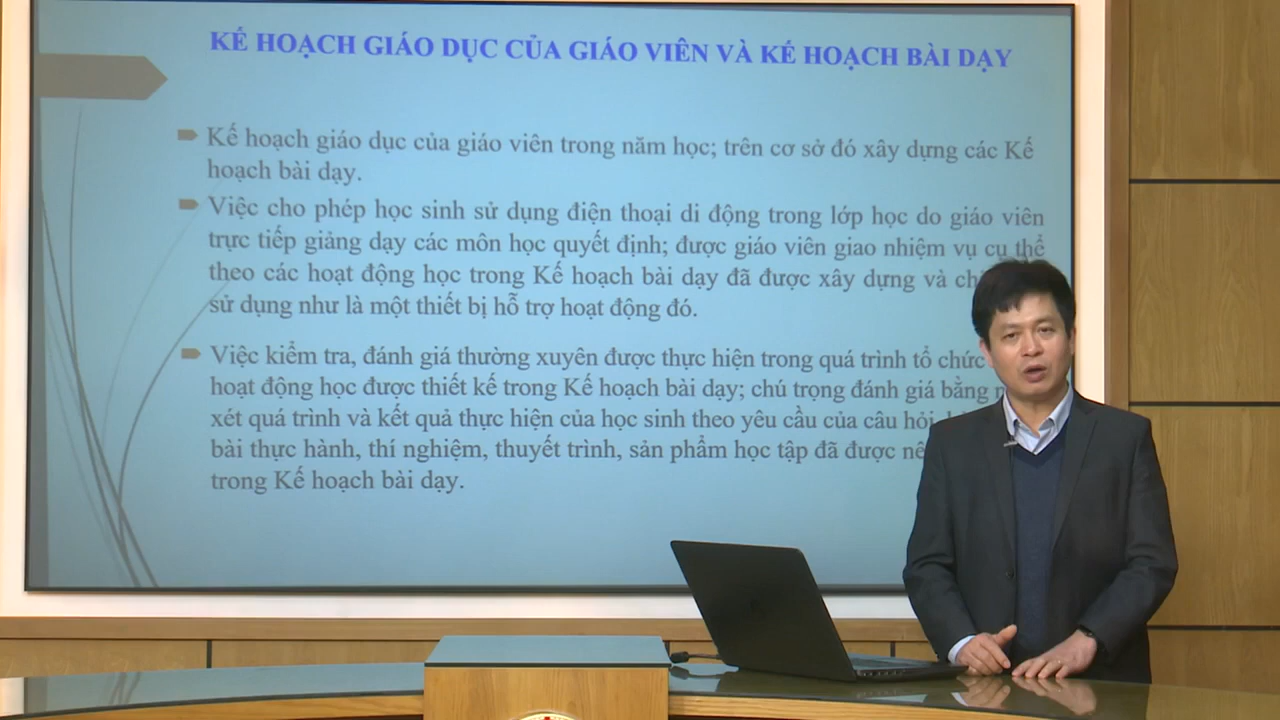 KẾ HOẠCH GIÁO DỤC CỦA GIÁO VIÊN VÀ KẾ HOẠCH BÀI DẠY
Kế hoạch giáo dục của giáo viên trong năm học; trên cơ sở đó xây dựng các Kế
hoạch bài dạy.
Việc cho phép học sinh sử dụng điện thoại di động trong lớp học do giáo viên
trực tiếp giảng dạy các môn học quyết định; được giáo viên giao nhiệm vụ cụ thể
theo các hoạt động học trong Kế hoạch bài dạy đã được xây dựng và
sử dụng như là một thiết bị hỗ trợ hoạt động đó.
Việc kiểm tra, đánh giá thường xuyên được thực hiện trong quá trình tổ chức
hoạt động học được thiết kế trong Kế hoạch bài dạy; chú trọng đánh giá bằng
xét quá trình và kết quả thực hiện của học sinh theo yêu cầu của câu hỏi,
bài thực hành, thí nghiệm, thuyết trình, sản phẩm học tập đã được
trong Kế hoạch bài dạy.